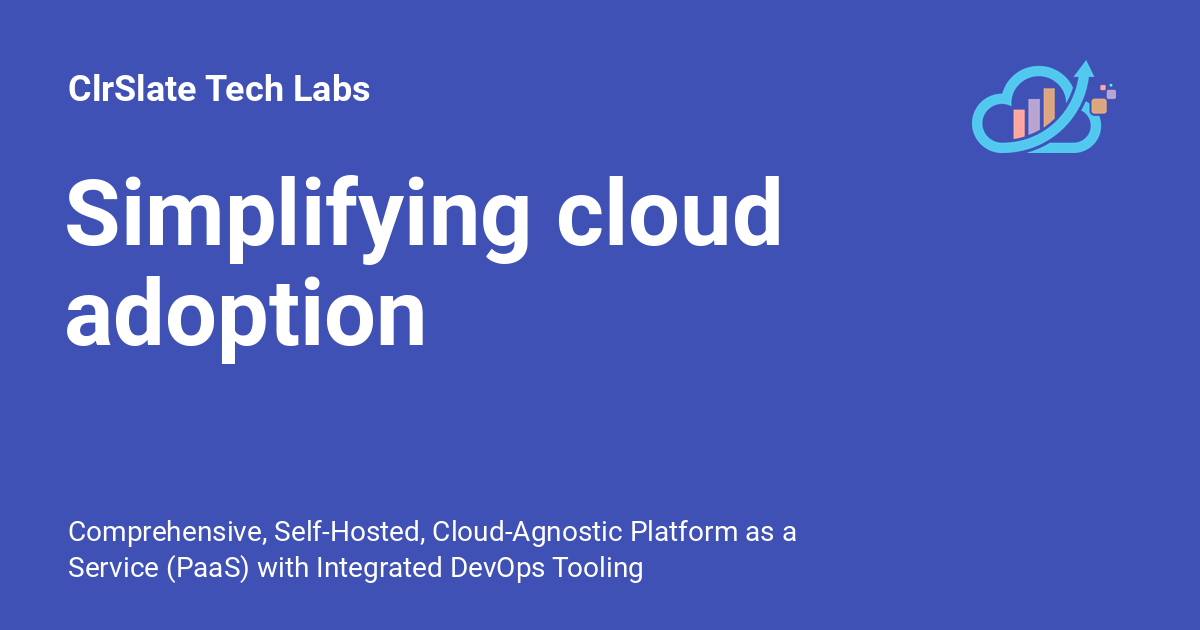 ClrSlate Tech Labs
Simplifying cloud
adoption
Comprehensive, Self-Hosted, Cloud-Agnostic Platform as a
Service (PaaS) with Integrated DevOps Tooling